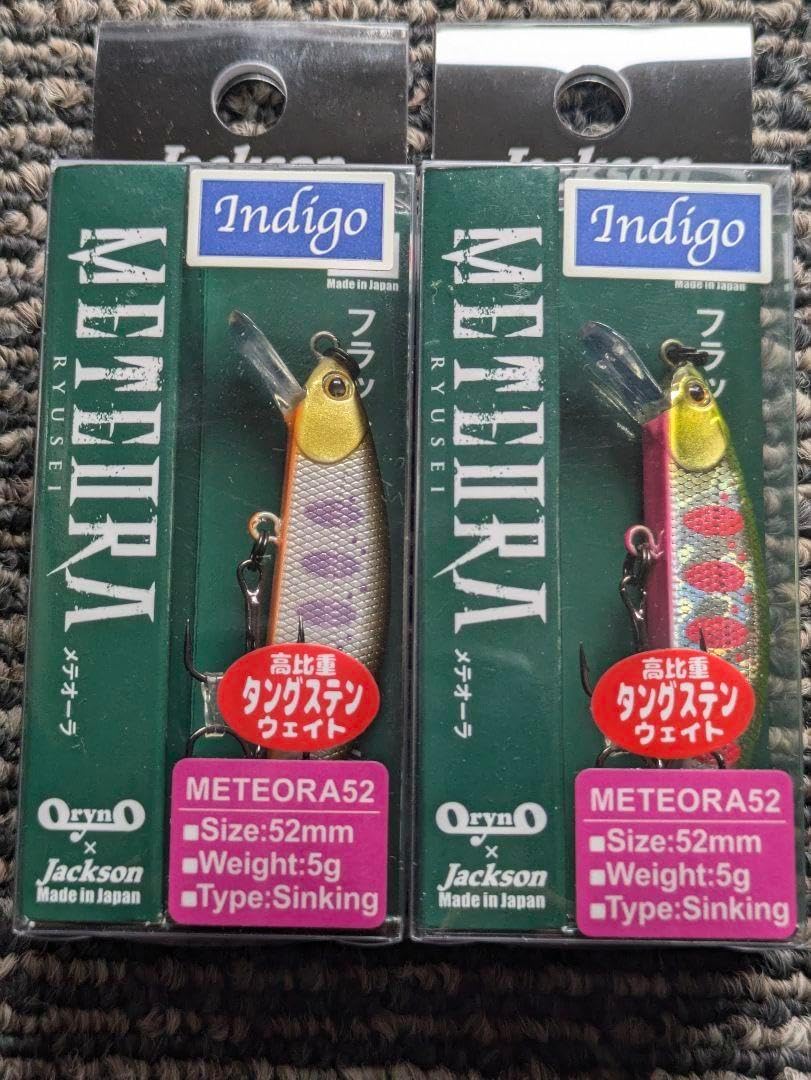 Jackson
Indigo
Made in Japan
METEORA
RYUSEI
メテオーラ
フラッ
高比重
タングステン
ウェイト
OrynO
×
Jackson
Made in Japan
METEORA52
■Size:52mm
■Weight:5g
■Type:Sinking
Jackson
Indigo
Made in Japan
METEORA
RYUSEI
メテオーラ
フラッ
高比重
タングステン
ウェイト
OrynO
×
Jackson
Made in Japan
METEORA52
■Size:52mm
■Weight:5g
■Type:Sinking